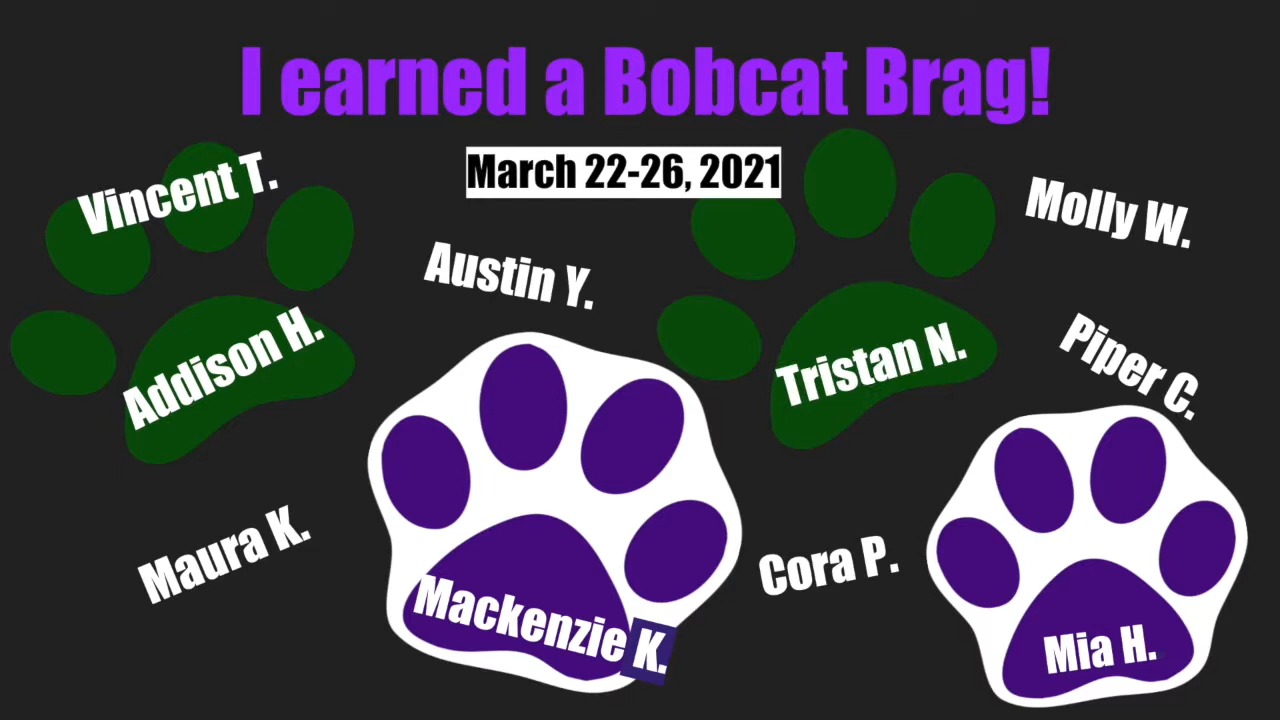 I earned a Bobcat Brag!
March 22-26, 2021
Vincent T.
Molly W.
Austin Y.
Addison H.
Tristan N.
Piper C.
Maura K.
Cora P.
Mackenzie K.
Mia H.